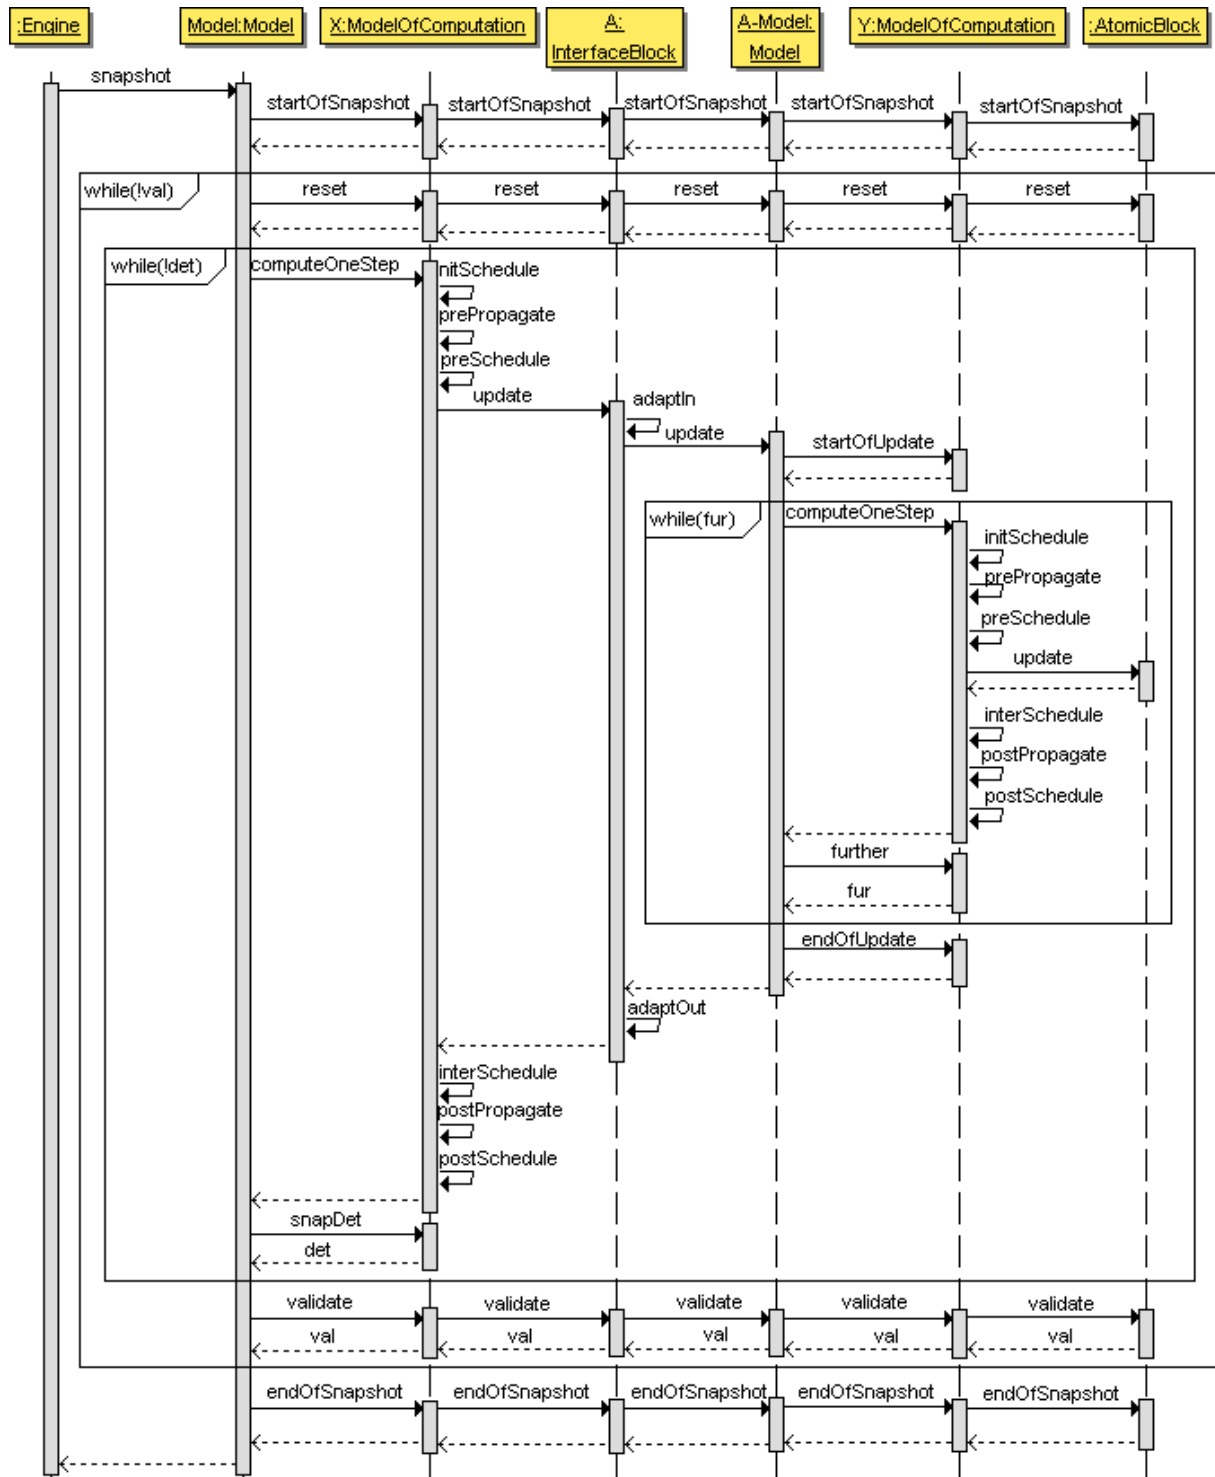 :Engine
Model:Model
X:ModelOfComputation
A:
InterfaceBlock
A-Model:
Model
Y:ModelOfComputation
:AtomicBlock
snapshot
startOfSnapshot
startOfSnapshot
startOfSnapshot
startOfSnapshot
startOfSnapshot
while(!val)
reset
reset
reset
reset
reset
while(!det)
computeOneStep
nitSchedule
prePropagate
preSchedule
update
adaptIn
update
startOfUpdate
while(fur)
computeOneStep
initSchedule
prePropagate
preSchedule
update
interSchedule
postPropagate
postSchedule
further
fur
endOfUpdate
adaptOut
interSchedule
postPropagate
postSchedule
snapDet
det
validate
validate
validate
validate
validate
val
val
val
val
val
endOfSnapshot
endOfSnapshot
endOfSnapshot
endOfSnapshot
endOfSnapshot